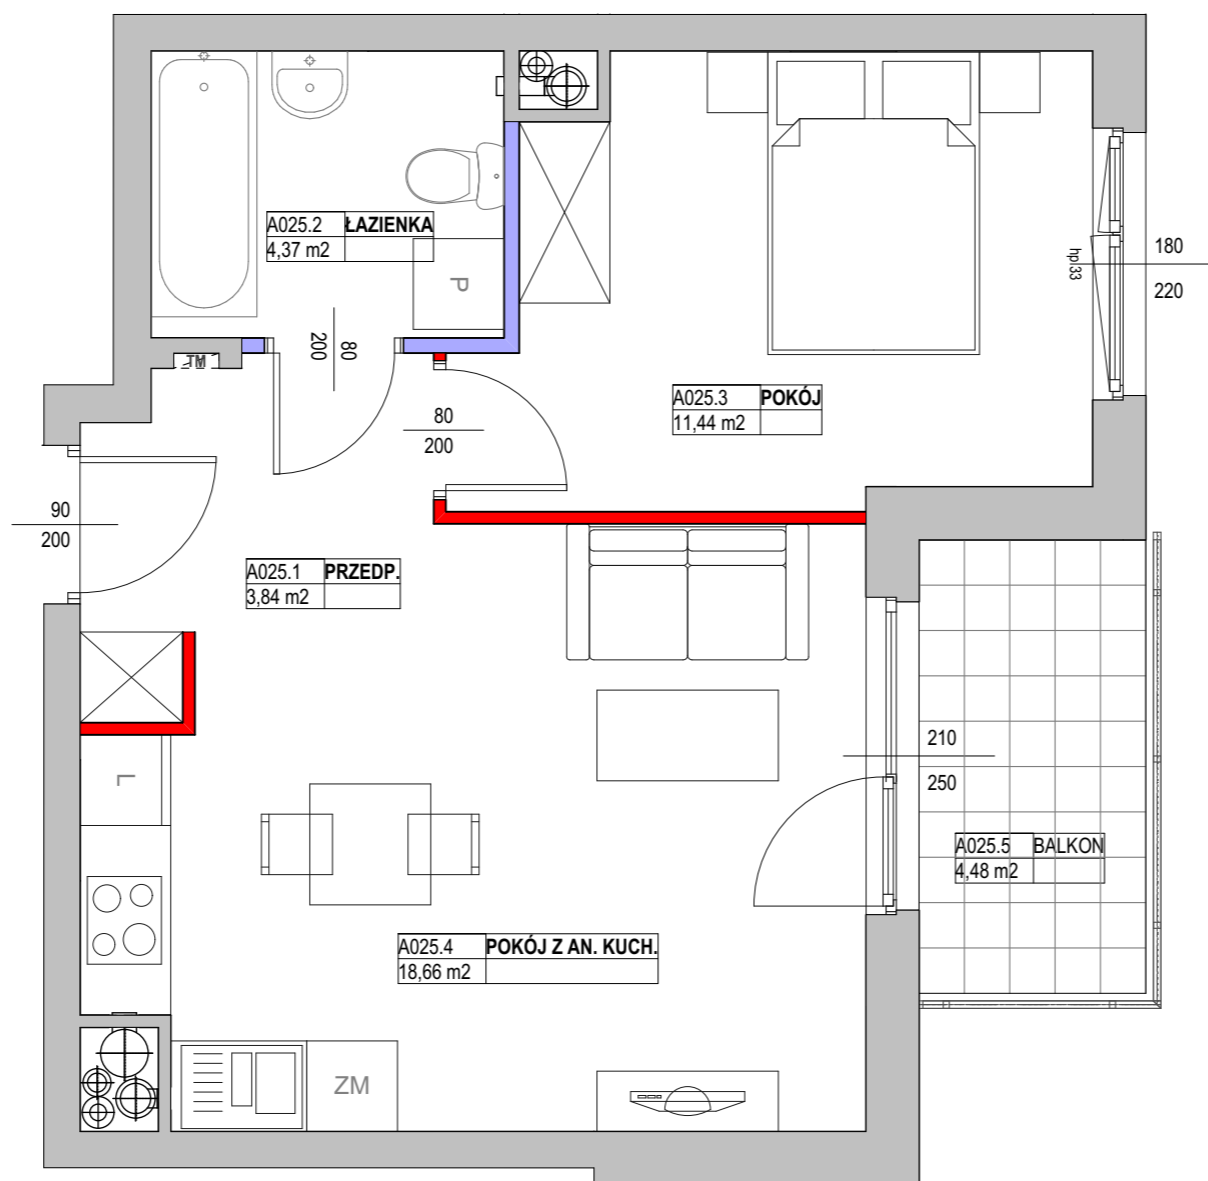 A025.2 ŁAZIENKA
4,37 m2
P
80
200
TM
180
220
hp|33
A025.3 POKÓJ
11,44 m2
80
200
90
200
A025.1 PRZEDP.
3,84 m2
L
210
250
A025.5 BALKON
4,48 m2
A025.4 POKÓJ Z AN. KUCH.
18,66 m2
ZM